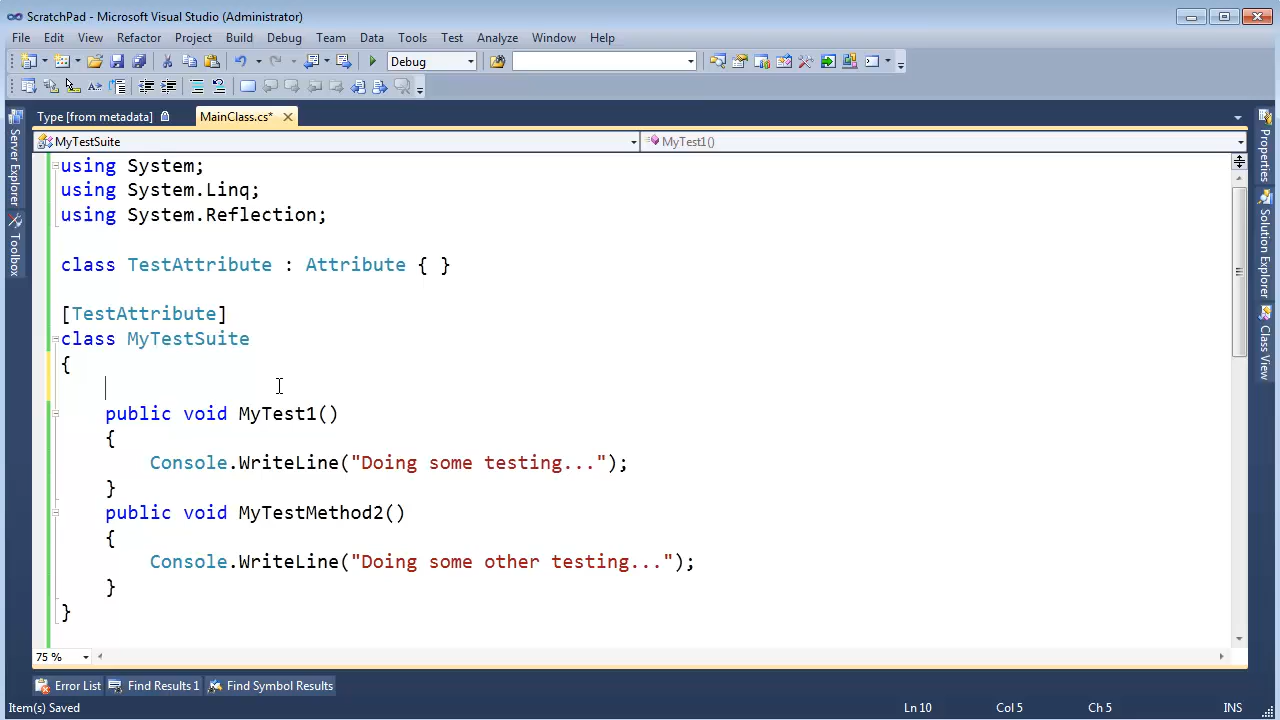 ScratchPad - Microsoft Visual Studio (Administrator)
File Edit View Refactor Project Build Debug Team Data Tools Test Analyze Window Help
Debug
Type [from metadata] MainClass.cs*
MyTestSuite MyTest1()
Server Explorer
Toolbox
Properties
Solution Explorer
Class View
using System;
using System.Linq;
using System.Reflection;
class TestAttribute : Attribute { }
[TestAttribute]
class MyTestSuite
{
public void MyTest1()
{
Console.WriteLine("Doing some testing...");
}
public void MyTestMethod2()
{
Console.WriteLine("Doing some other testing...");
}
}
75 %
Error List Find Results 1 Find Symbol Results
Item(s) Saved Ln 10 Col 5 Ch 5 INS